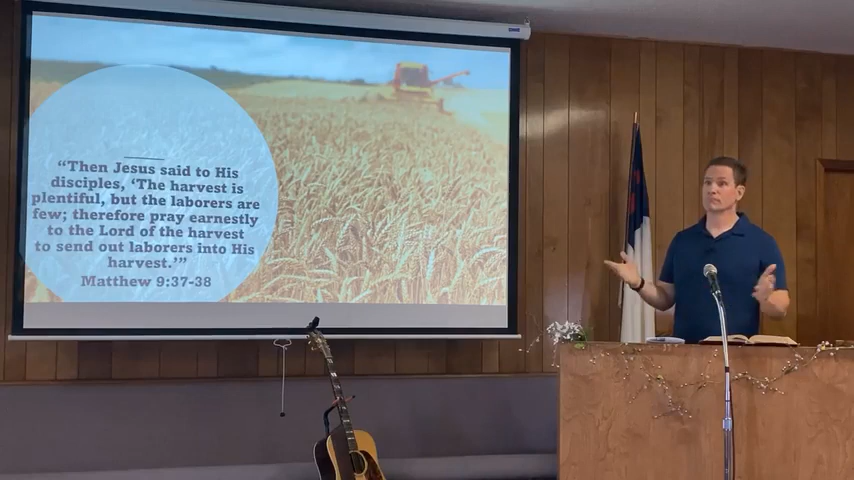 “Then Jesus said to His
disciples, ‘The harvest is
plentiful, but the laborers are
few; therefore pray earnestly
to the Lord of the harvest
to send out laborers into His
harvest.’”
Matthew 9:37-38